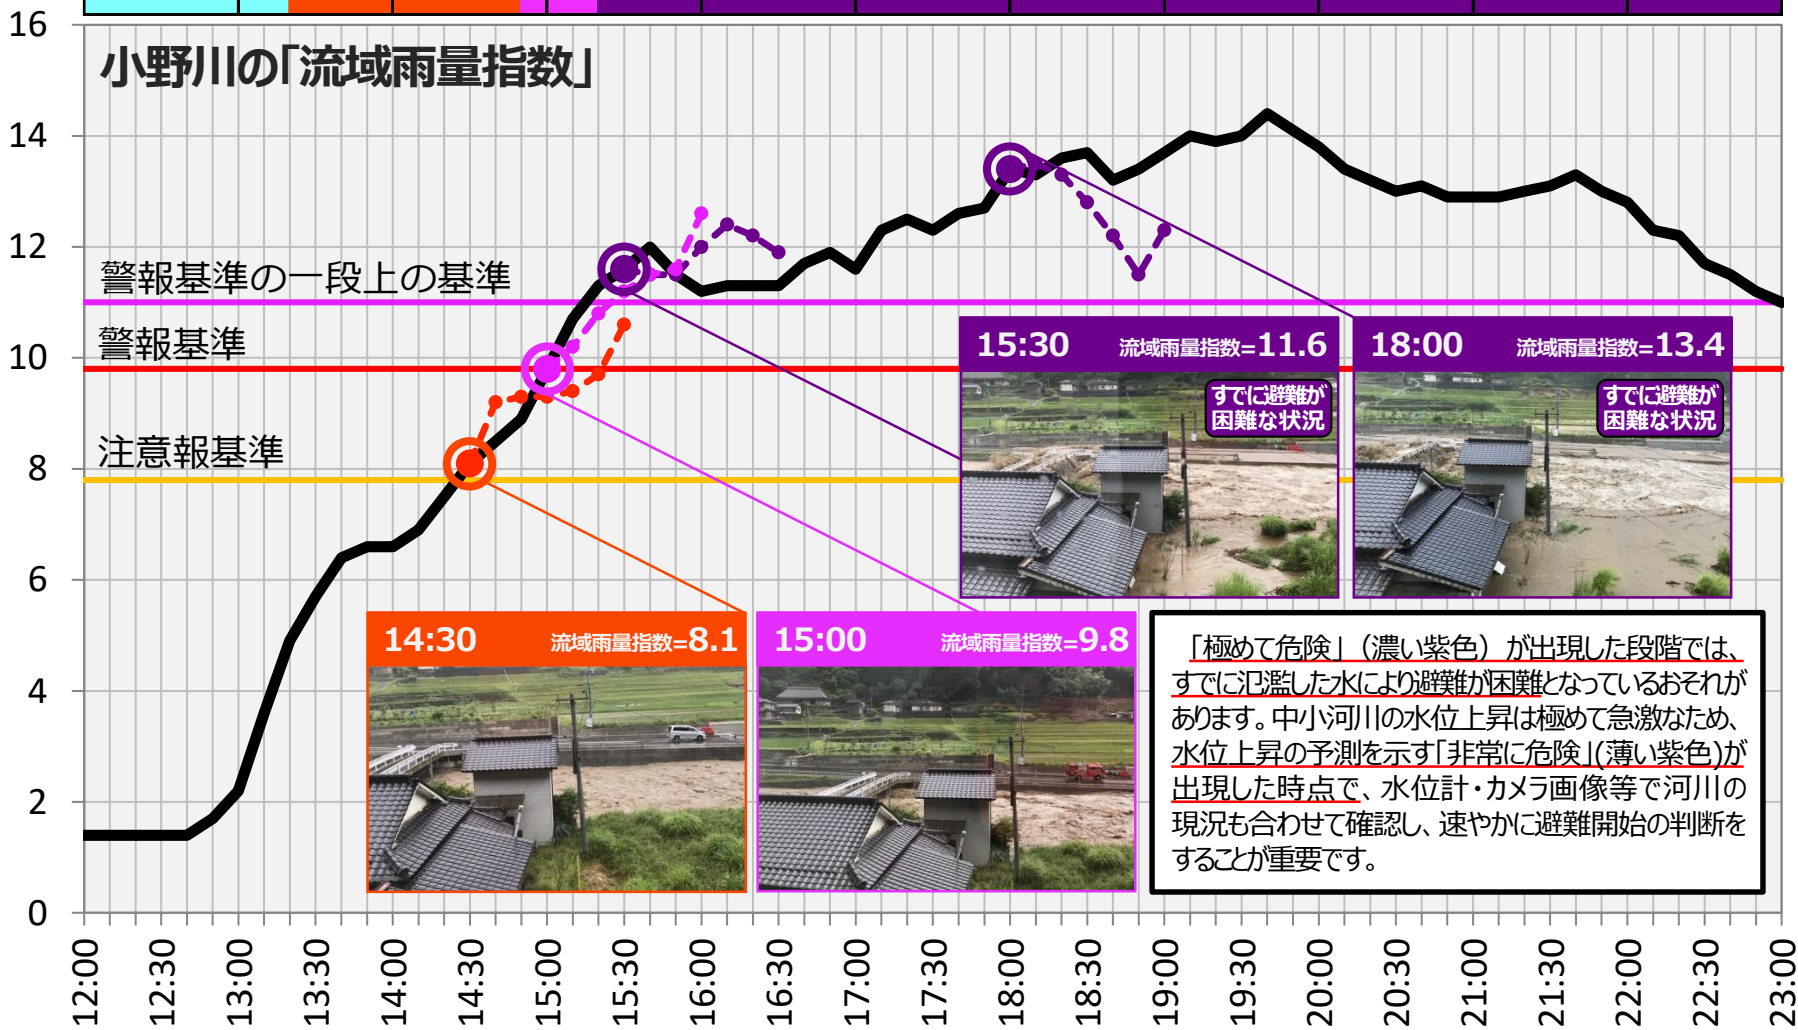 16
小野川の｢流域雨量指数｣
14
12
警報基準の一段上の基準
警報基準
10
注意報基準
8
6
4
2
0
15:30 流域雨量指数=11.6
すでに避難が
困難な状況
18:00 流域雨量指数=13.4
すでに避難が
困難な状況
14:30 流域雨量指数=8.1
15:00 流域雨量指数=9.8
「極めて危険」（濃い紫色）が出現した段階では、
すでに氾濫した水により避難が困難となっているおそれが
あります。中小河川の水位上昇は極めて急激なため、
水位上昇の予測を示す｢非常に危険｣(薄い紫色)が
出現した時点で、水位計・カメラ画像等で河川の
現況も合わせて確認し、速やかに避難開始の判断を
することが重要です。
12:00
12:30
13:00
13:30
14:00
14:30
15:00
15:30
16:00
16:30
17:00
17:30
18:00
18:30
19:00
19:30
20:00
20:30
21:00
21:30
22:00
22:30
23:00